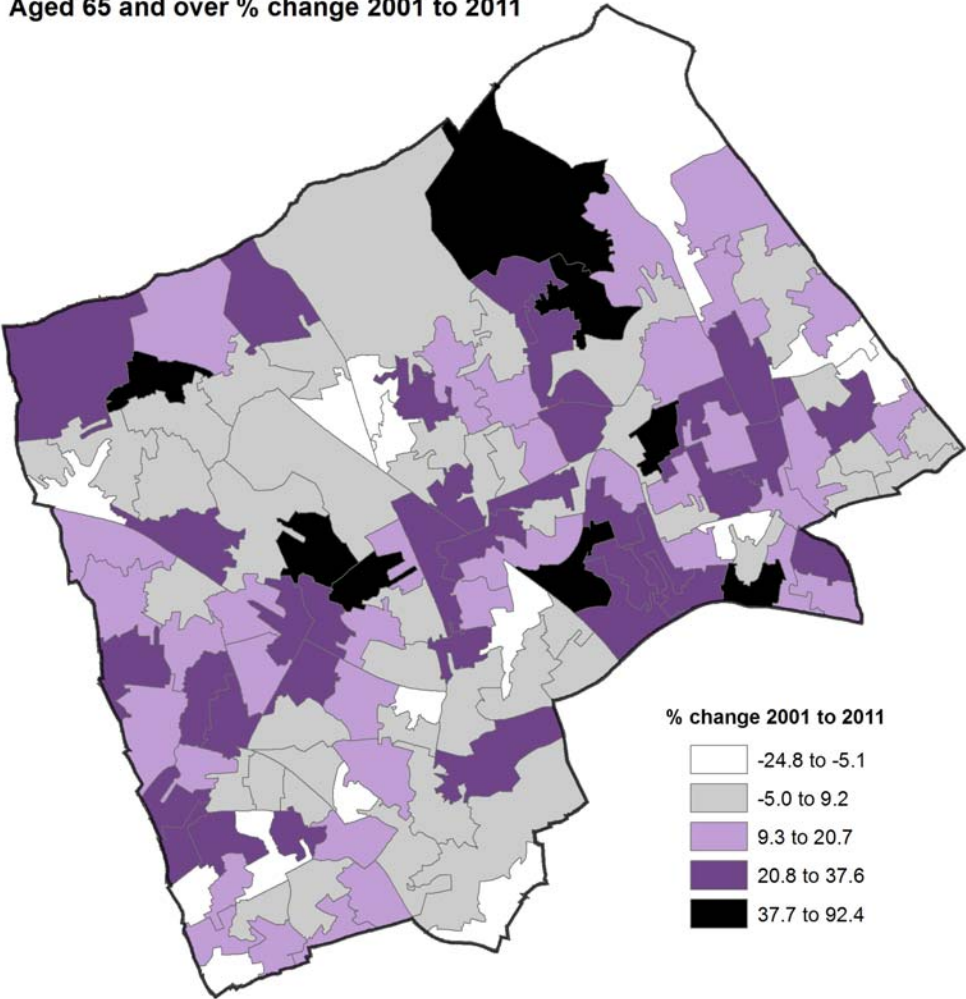 Aged 65 and over % change 2001 to 2011
% change 2001 to 2011
-24.8 to -5.1
-5.0 to 9.2
9.3 to 20.7
20.8 to 37.6
37.7 to 92.4